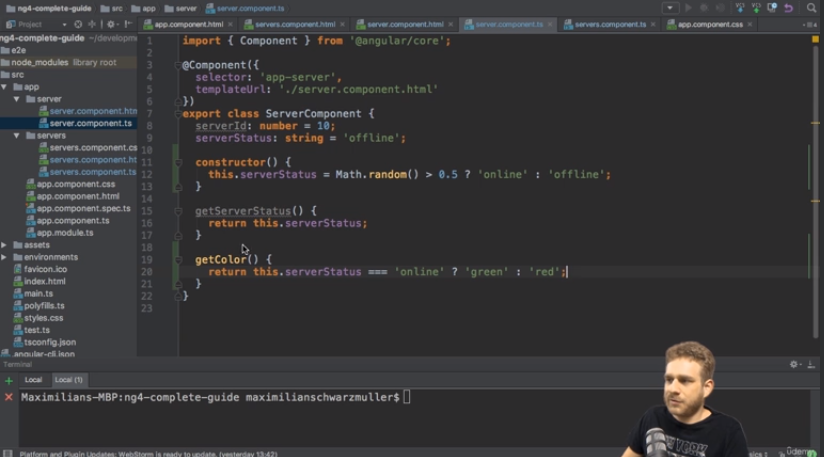 ng4-complete-guide src app server server.component.ts
Project
app.component.html servers.component.html server.component.html server.component.ts servers.component.ts app.component.css
ng4-complete-guide ~/developm
e2e
node_modules library root
src
app
server
server.component.htm
server.component.ts
servers
servers.component.cs
servers.component.ht
servers.component.ts
app.component.css
app.component.html
app.component.spec.ts
app.component.ts
app.module.ts
assets
environments
favicon.ico
index.html
main.ts
polyfills.ts
styles.css
test.ts
tsconfig.json
angular-cli.json
1 import { Component } from '@angular/core';
2
3 @Component({
4 selector: 'app-server',
5 templateUrl: './server.component.html'
6 })
7 export class ServerComponent {
8 serverId: number = 10;
9 serverStatus: string = 'offline';
10
11 constructor() {
12 this.serverStatus = Math.random() > 0.5 ? 'online' : 'offline';
13 }
14
15 getServerStatus() {
16 return this.serverStatus;
17 }
18
19 getColor() {
20 return this.serverStatus === 'online' ? 'green' : 'red';
21 }
22 }
23
Terminal
Local Local (1)
Maximilians-MBP:ng4-complete-guide maximilianschwarzmuller$
Platform and Plugin Updates: WebStorm is ready to update. (yesterday 13:42)
NEW YORK